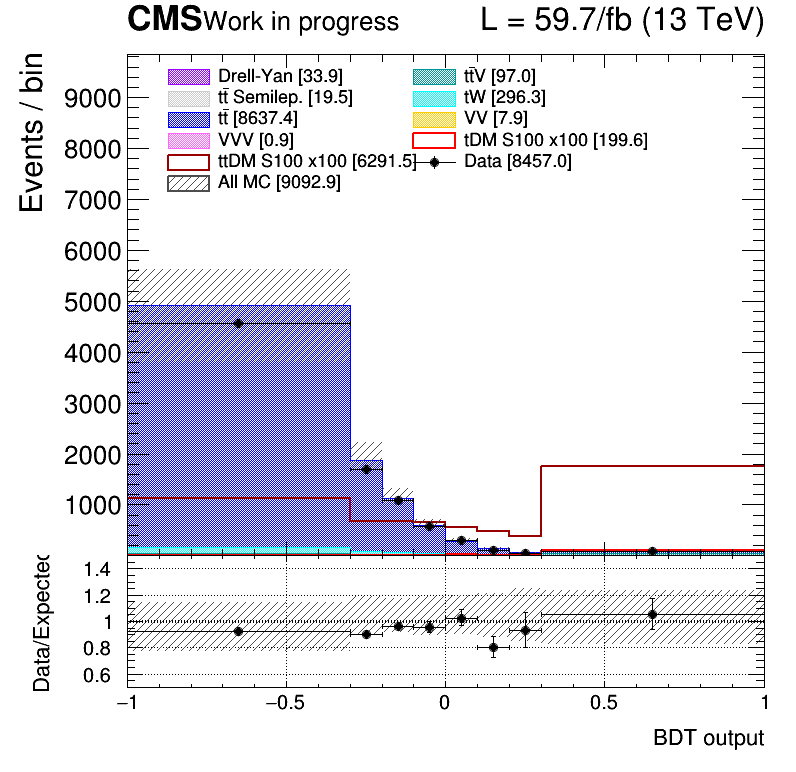 CMS Work in progress L = 59.7/fb (13 TeV)
Events / bin
Drell-Yan [33.9] tt̄V [97.0]
tt̄ Semilep. [19.5] tW [296.3]
tt̄ [8637.4] VV [7.9]
VVV [0.9] tDM S100 x100 [199.6]
ttDM S100 x100 [6291.5] Data [8457.0]
All MC [9092.9]
9000
8000
7000
6000
5000
4000
3000
2000
1000
Data/Expected
1.4
1.2
1
0.8
0.6
−1 −0.5 0 0.5 1
BDT output